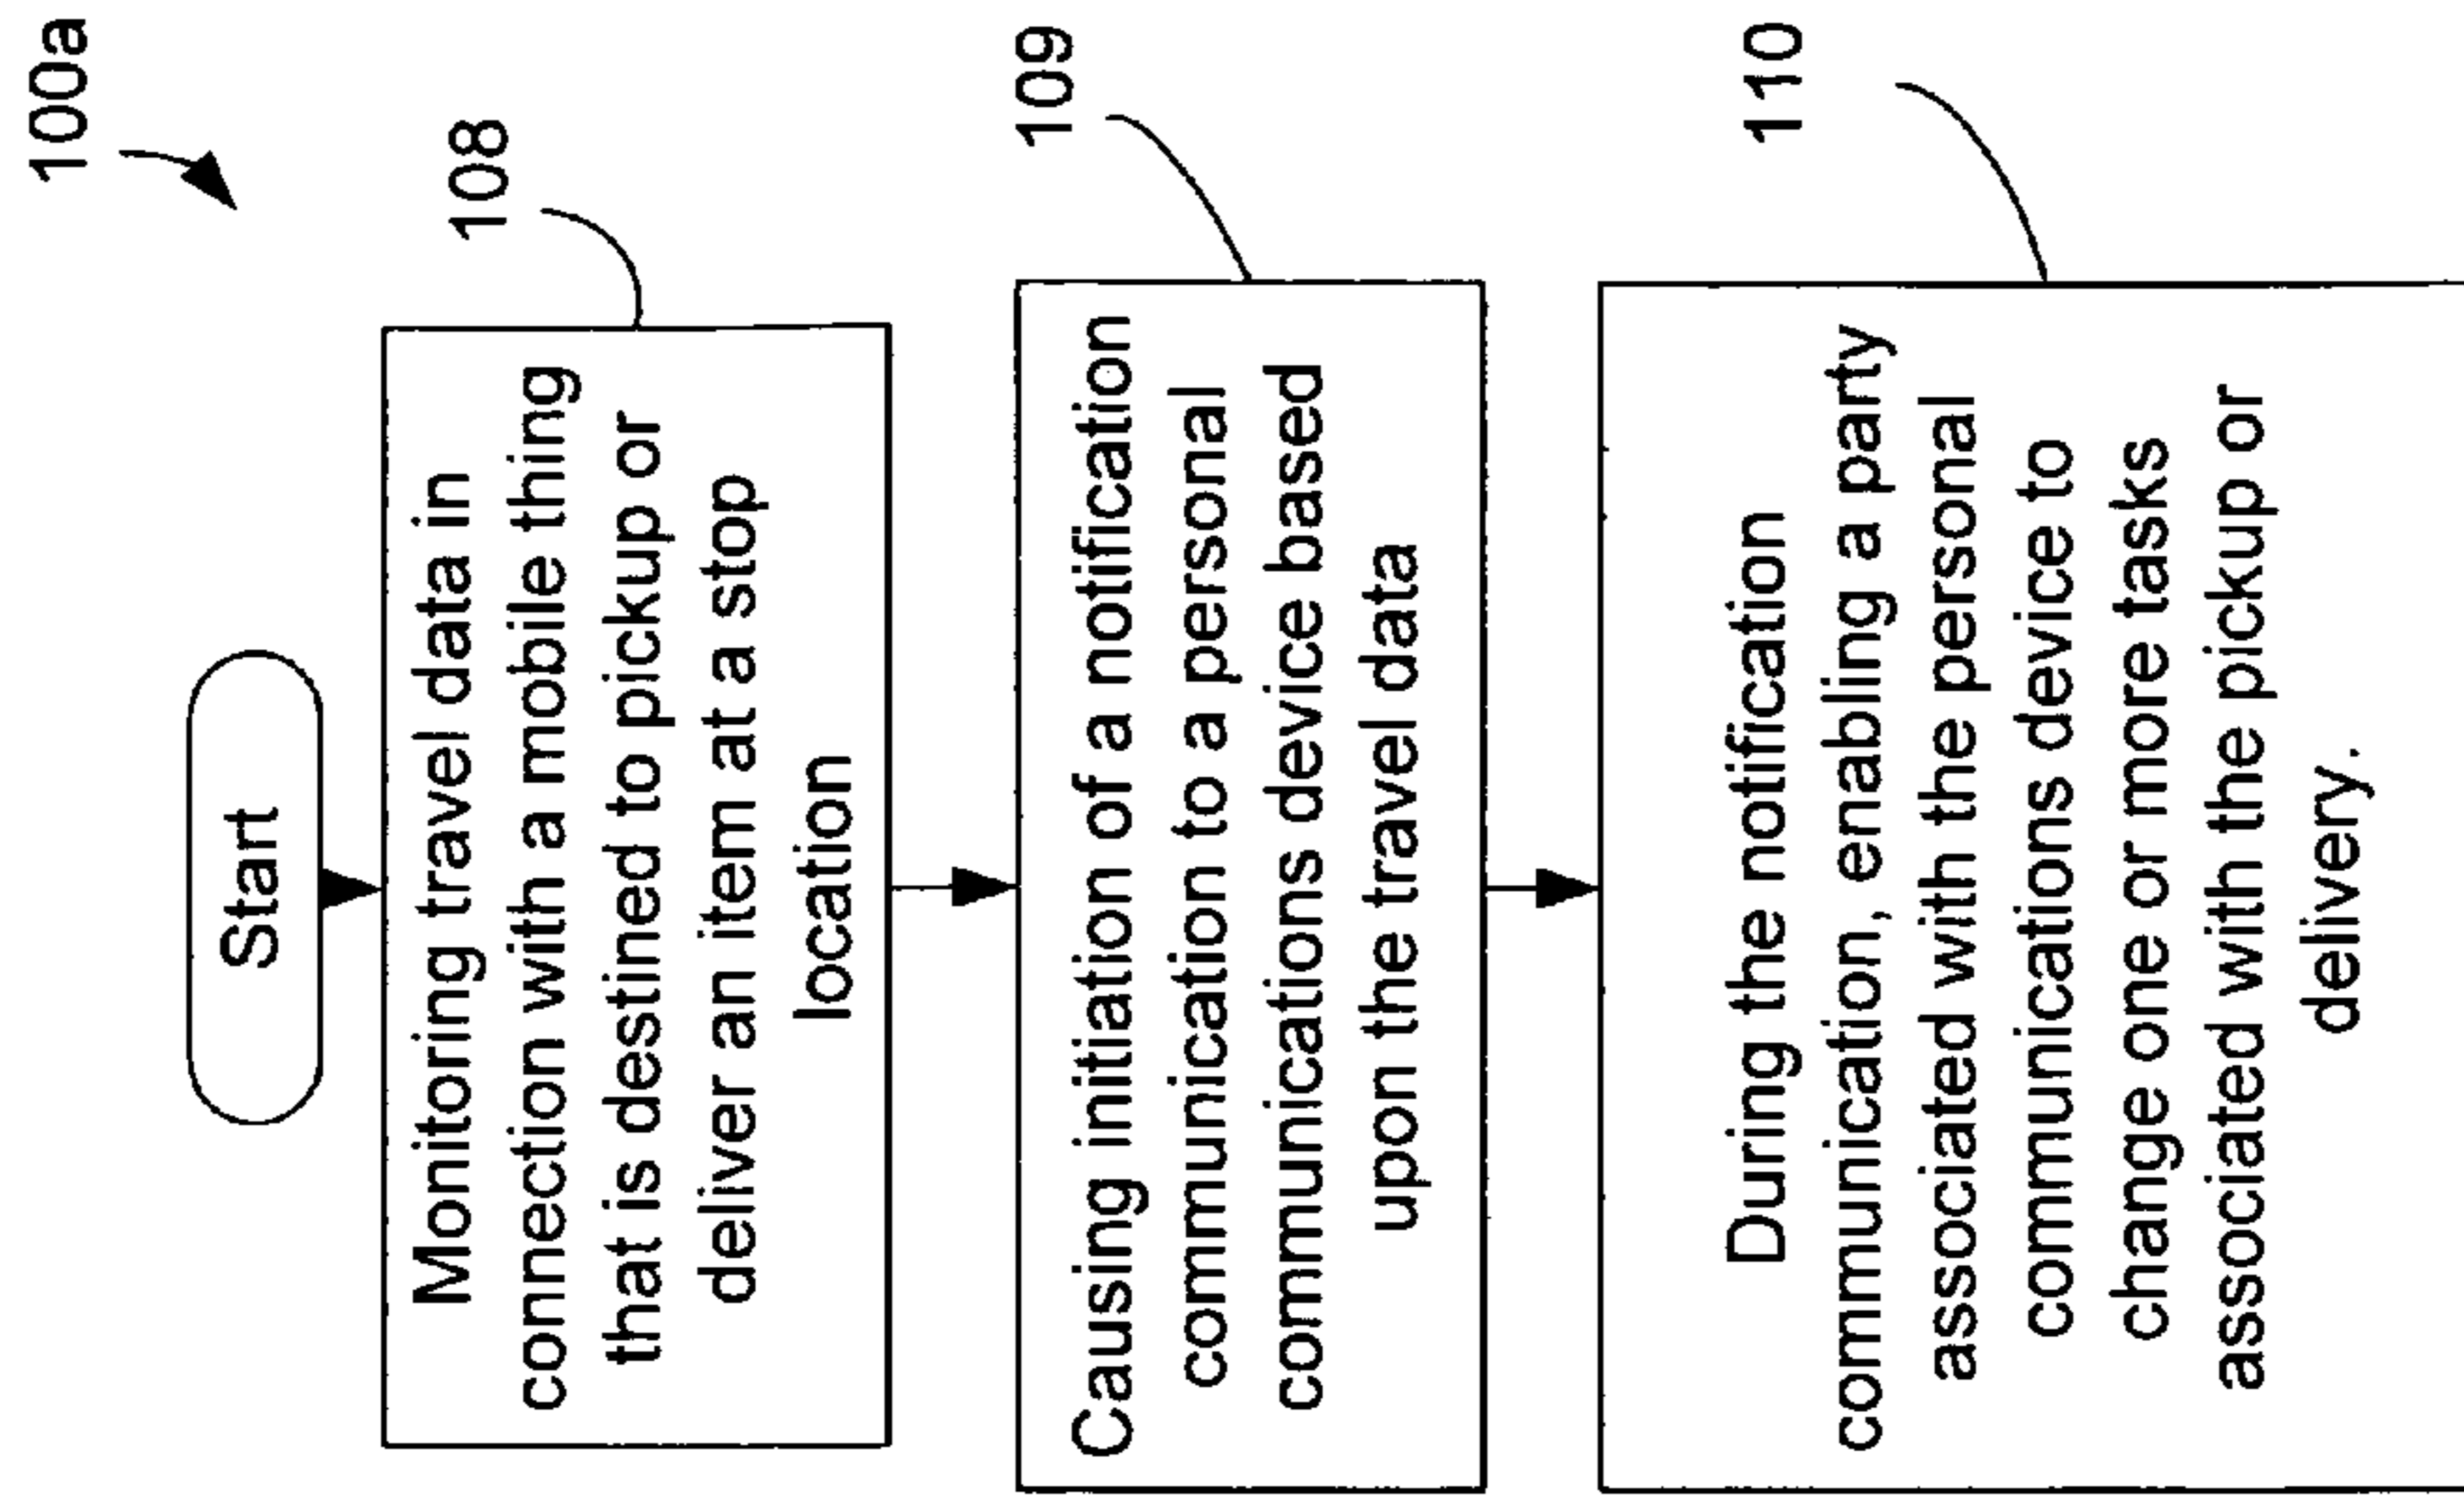 100a
Start
108
Monitoring travel data in
connection with a mobile thing
that is destined to pickup or
deliver an item at a stop
location
109
Causing initiation of a notification
communication to a personal
communications device based
upon the travel data
110
During the notification
communication, enabling a party
associated with the personal
communications device to
change one or more tasks
associated with the pickup or
delivery.